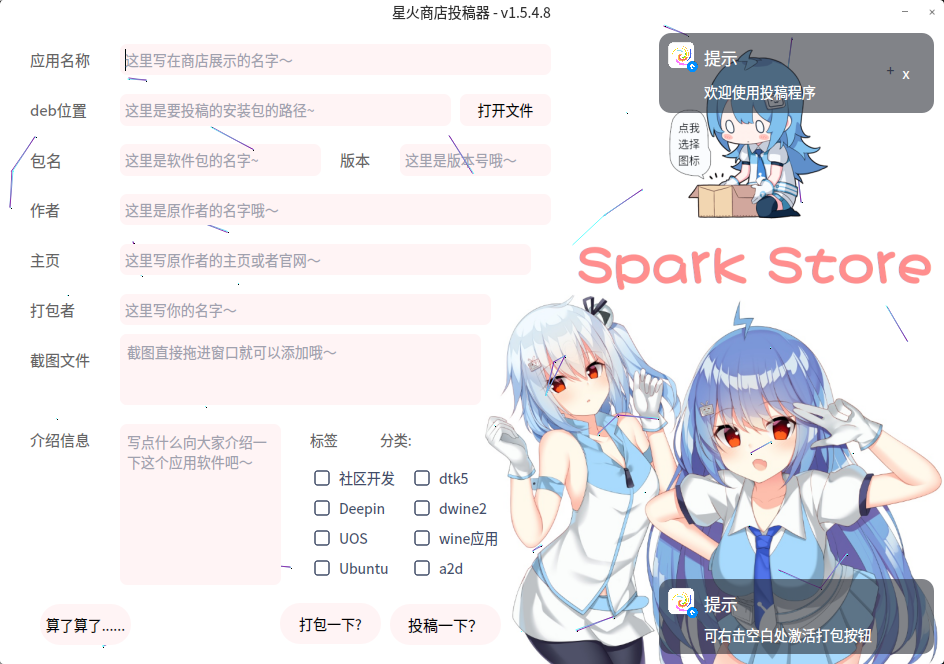 星火商店投稿器 - v1.5.4.8
应用名称
这里写在商店展示的名字～
deb位置
这里是要投稿的安装包的路径~
打开文件
包名
这里是软件包的名字~
版本
这里是版本号哦～
作者
这里是原作者的名字哦～
主页
这里写原作者的主页或者官网～
打包者
这里写你的名字～
截图文件
截图直接拖进窗口就可以添加哦～
介绍信息
写点什么向大家介绍一
下这个应用软件吧～
标签
分类:
社区开发
dtk5
Deepin
dwine2
UOS
wine应用
Ubuntu
a2d
算了算了......
打包一下?
投稿一下?
提示
x
欢迎使用投稿程序
点我
选择
图标
Spark Store
提示
可右击空白处激活打包按钮